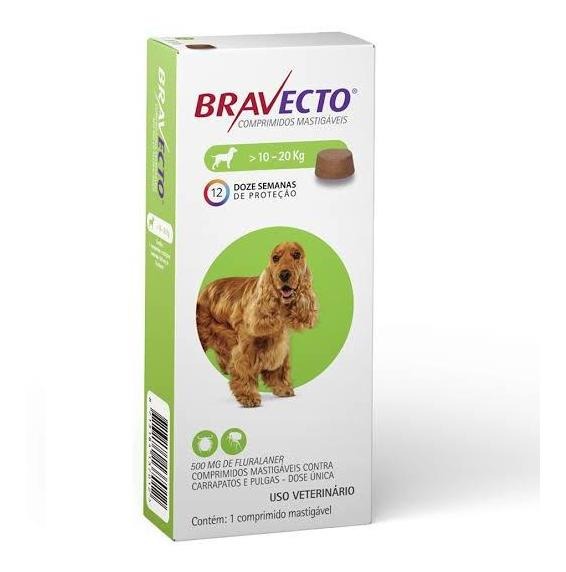 BRAVECTO®
COMPRIMIDOS MASTIGÁVEIS
> 10 – 20 Kg
12
DOZE SEMANAS
DE PROTEÇÃO
500 MG DE FLURALANER
COMPRIMIDOS MASTIGÁVEIS CONTRA
CARRAPATOS E PULGAS - DOSE ÚNICA
USO VETERINÁRIO
Contém: 1 comprimido mastigável
BRAVECTO